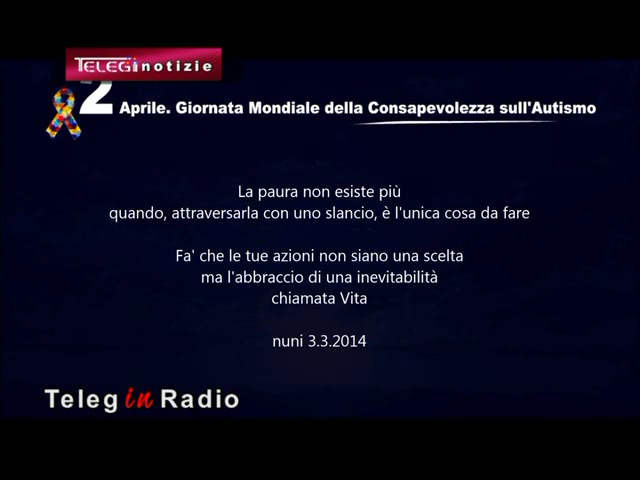 TELEGInotizie
2 Aprile. Giornata Mondiale della Consapevolezza sull'Autismo
La paura non esiste più
quando, attraversarla con uno slancio, è l'unica cosa da fare
Fa' che le tue azioni non siano una scelta
ma l'abbraccio di una inevitabilità
chiamata Vita
nuni 3.3.2014
Teleg in Radio